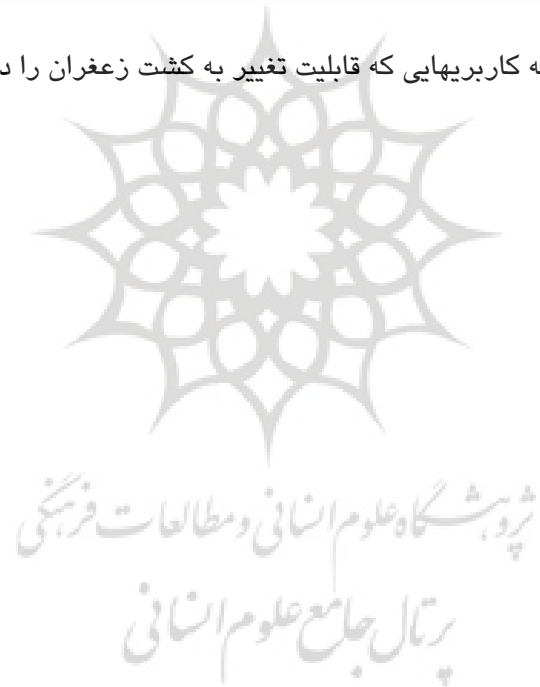 ه کاربریهایی که قابلیت تغییر به کشت زعفران را د
پژوهشگاه علوم انسانی و مطالعات فرهنگی
پرتال جامع علوم انسانی